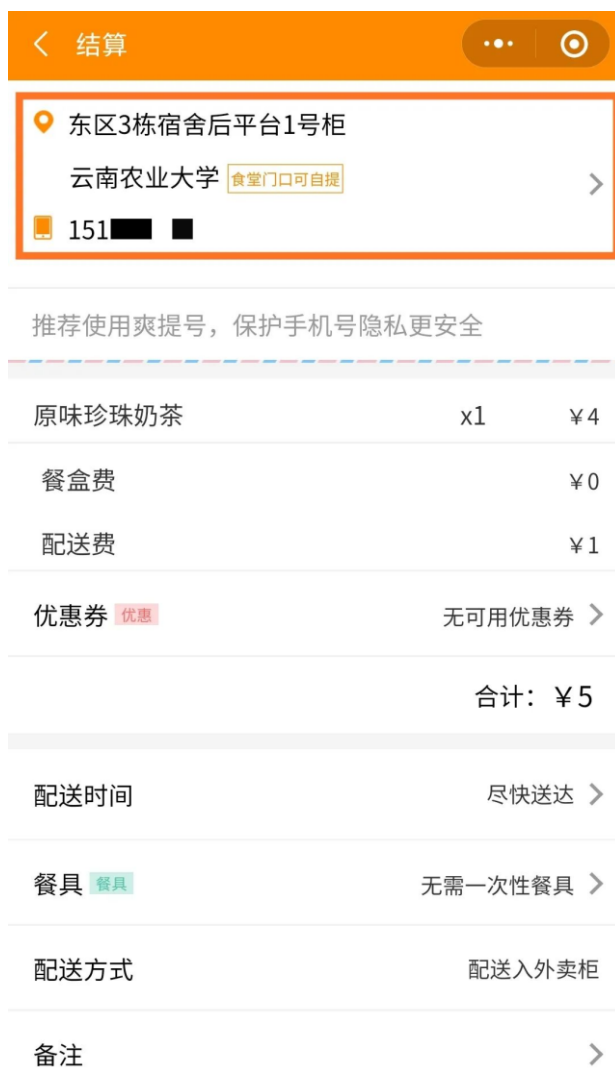 结算
东区3栋宿舍后平台1号柜
云南农业大学 食堂门口可自提
151
推荐使用爽提号，保护手机号隐私更安全
原味珍珠奶茶 x1 ￥4
餐盒费 ￥0
配送费 ￥1
优惠券 优惠 无可用优惠券
合计：￥5
配送时间 尽快送达
餐具 餐具 无需一次性餐具
配送方式 配送入外卖柜
备注